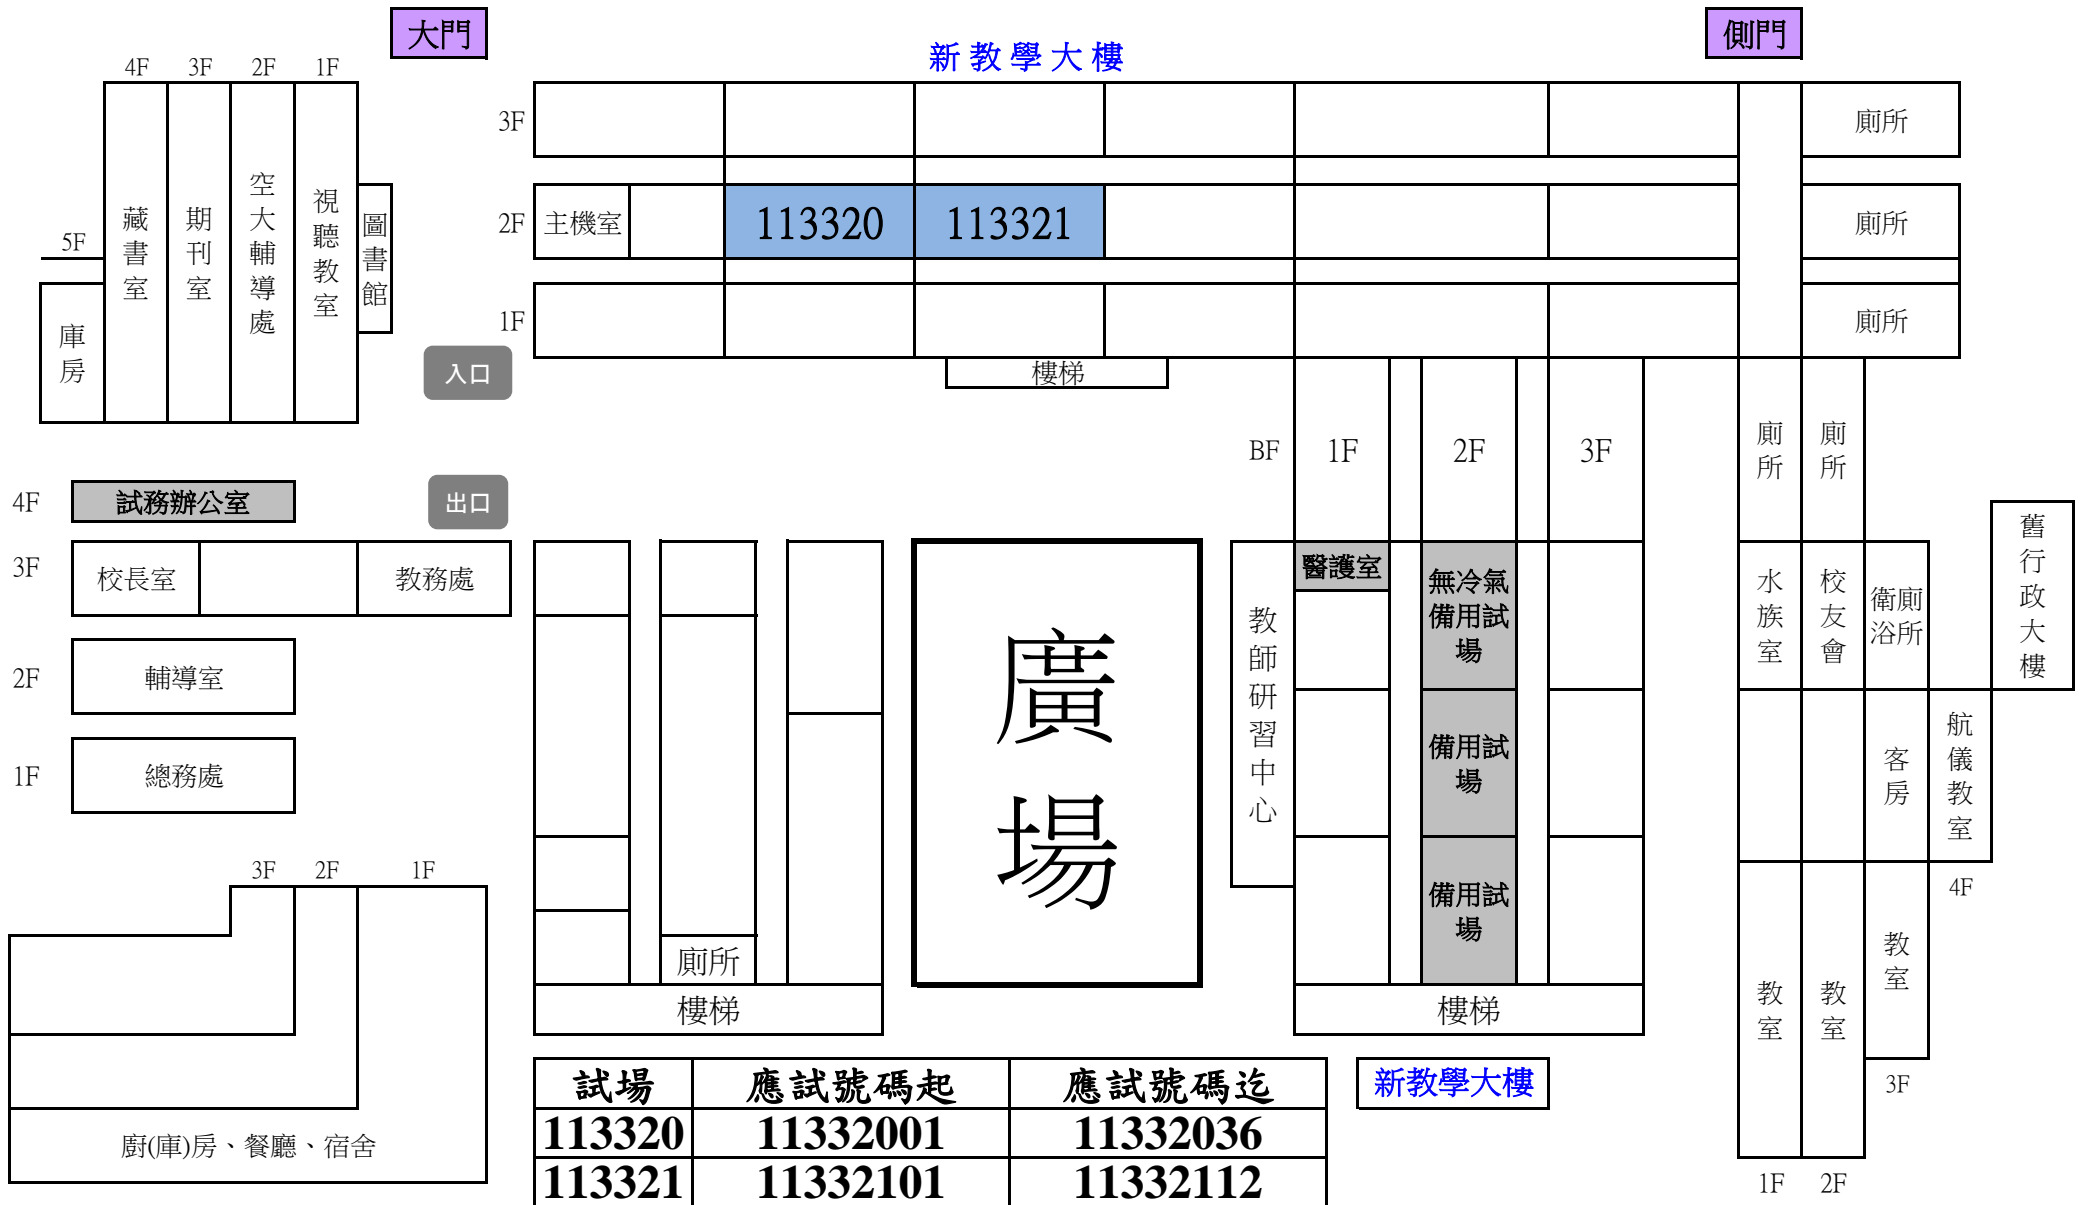 大門
側門
新教學大樓
4F 3F 2F 1F
藏書室
期刊室
空大輔導處
視聽教室
圖書館
5F
庫房
3F
廁所
2F 主機室 113320 113321 廁所
1F 廁所
樓梯
入口
出口
BF 1F 2F 3F
廁所
廁所
4F 試務辦公室
3F 校長室 教務處
2F 輔導室
1F 總務處
廣場
教師研習中心
醫護室
無冷氣
備用試
場
備用試
場
備用試
場
水族室
校友會
衛廁
浴所
舊行政大樓
客房
航儀教室
4F
教室
3F
教室
教室
1F 2F
3F 2F 1F
廚(庫)房、餐廳、宿舍
廁所
樓梯
樓梯
試場 應試號碼起 應試號碼迄
113320 11332001 11332036
113321 11332101 11332112
新教學大樓